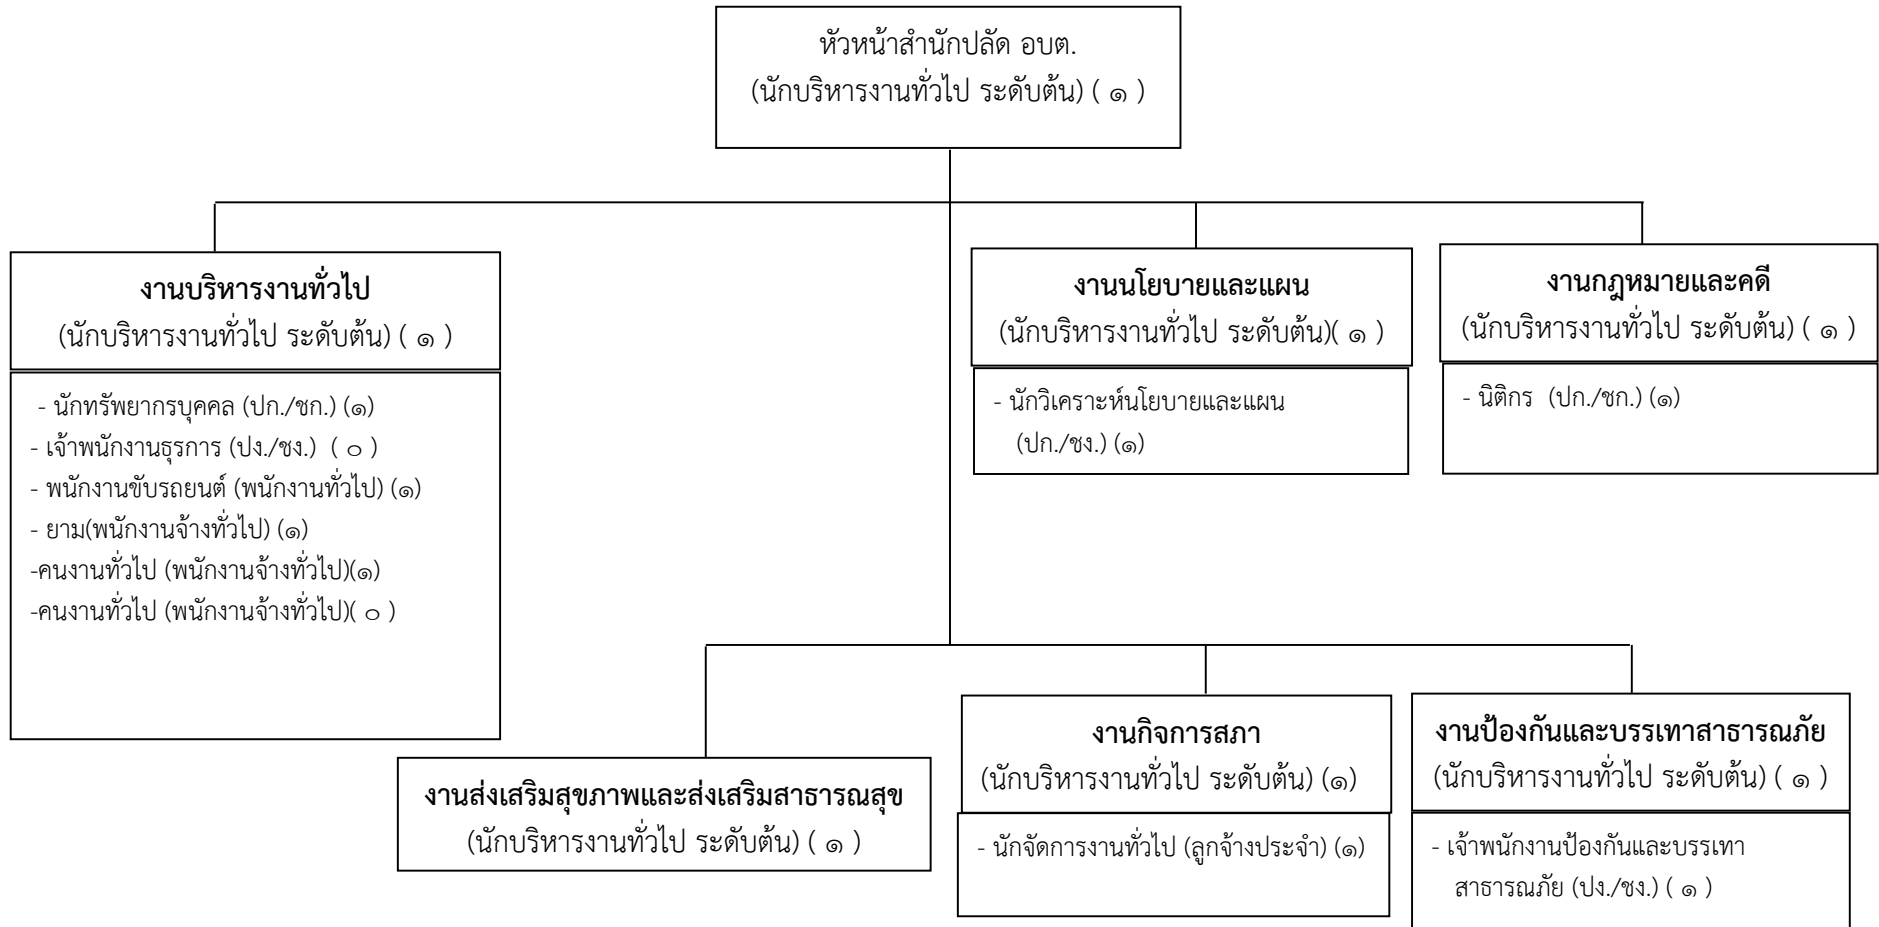 หัวหน้าสำนักปลัด อบต.
(นักบริหารงานทั่วไป ระดับต้น) ( ๑ )
งานบริหารงานทั่วไป
(นักบริหารงานทั่วไป ระดับต้น) ( ๑ )
- นักทรัพยากรบุคคล (ปก./ชก.) (๑)
- เจ้าพนักงานธุรการ (ปง./ชง.) ( ๐ )
- พนักงานขับรถยนต์ (พนักงานทั่วไป) (๑)
- ยาม(พนักงานจ้างทั่วไป) (๑)
-คนงานทั่วไป (พนักงานจ้างทั่วไป)(๑)
-คนงานทั่วไป (พนักงานจ้างทั่วไป)( ๐ )
งานนโยบายและแผน
(นักบริหารงานทั่วไป ระดับต้น)( ๑ )
- นักวิเคราะห์นโยบายและแผน
(ปก./ชง.) (๑)
งานกฎหมายและคดี
(นักบริหารงานทั่วไป ระดับต้น) ( ๑ )
- นิติกร (ปก./ชก.) (๑)
งานส่งเสริมสุขภาพและส่งเสริมสาธารณสุข
(นักบริหารงานทั่วไป ระดับต้น) ( ๑ )
งานกิจการสภา
(นักบริหารงานทั่วไป ระดับต้น) (๑)
- นักจัดการงานทั่วไป (ลูกจ้างประจำ) (๑)
งานป้องกันและบรรเทาสาธารณภัย
(นักบริหารงานทั่วไป ระดับต้น) ( ๑ )
- เจ้าพนักงานป้องกันและบรรเทา
สาธารณภัย (ปง./ชง.) ( ๑ )